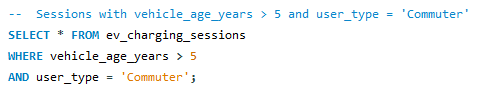 --  Sessions with vehicle_age_years > 5 and user_type = 'Commuter'
SELECT * FROM ev_charging_sessions
WHERE vehicle_age_years > 5
AND user_type = 'Commuter';